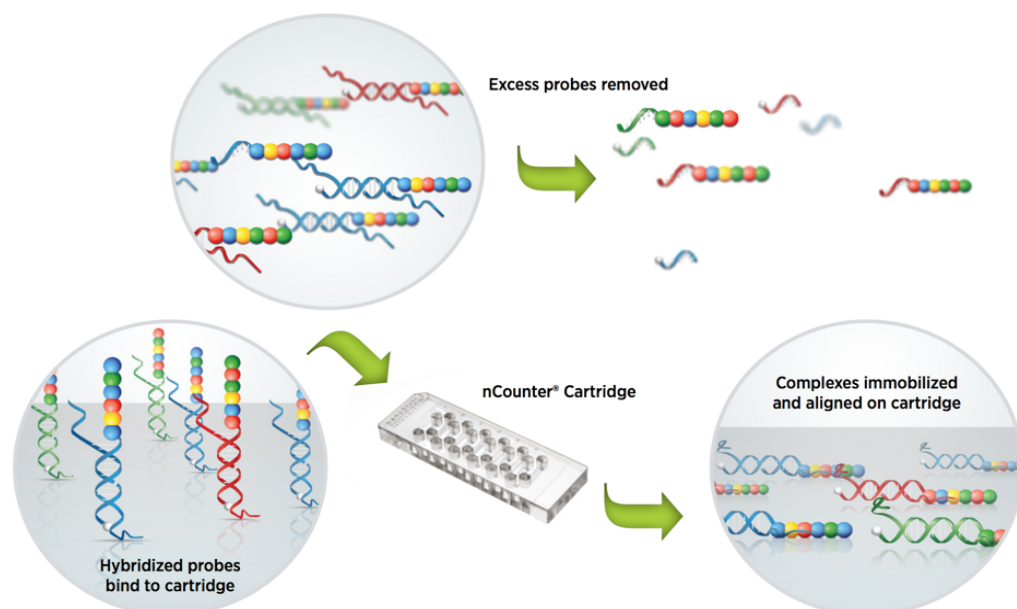 Excess probes removed
nCounter® Cartridge
Complexes immobilized
and aligned on cartridge
Hybridized probes
bind to cartridge